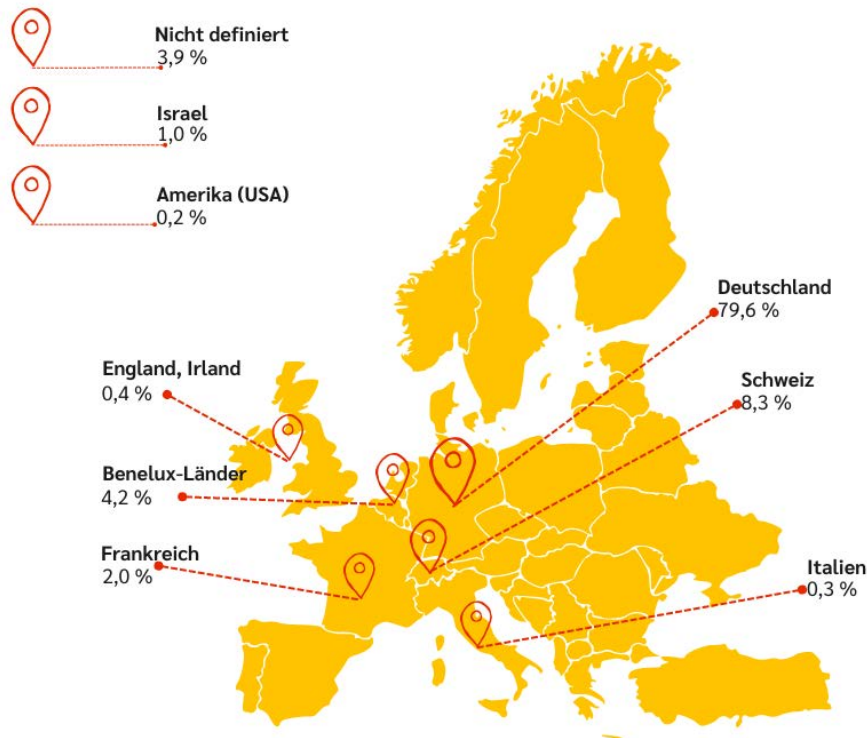 Nicht definiert
3,9 %
Israel
1,0 %
Amerika (USA)
0,2 %
Deutschland
79,6 %
England, Irland
0,4 %
Schweiz
8,3 %
Benelux-Länder
4,2 %
Frankreich
2,0 %
Italien
0,3 %